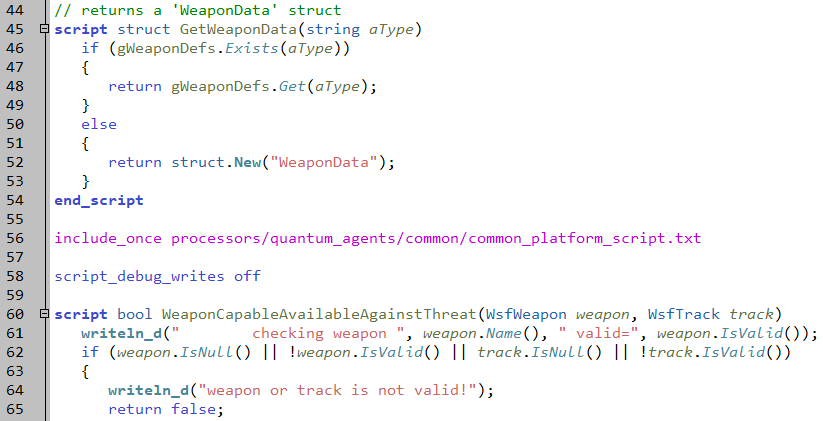 44 // returns a 'WeaponData' struct
45 script struct GetWeaponData(string aType)
46    if (gWeaponDefs.Exists(aType))
47    {
48       return gWeaponDefs.Get(aType);
49    }
50    else
51    {
52       return struct.New("WeaponData");
53    }
54 end_script
55
56 include_once processors/quantum_agents/common/common_platform_script.txt
57
58 script_debug_writes off
59
60 script bool WeaponCapableAvailableAgainstThreat(WsfWeapon weapon, WsfTrack track)
61    writeln_d("        checking weapon ", weapon.Name(), " valid=", weapon.IsValid());
62    if (weapon.IsNull() || !weapon.IsValid() || track.IsNull() || !track.IsValid())
63    {
64       writeln_d("weapon or track is not valid!");
65       return false;